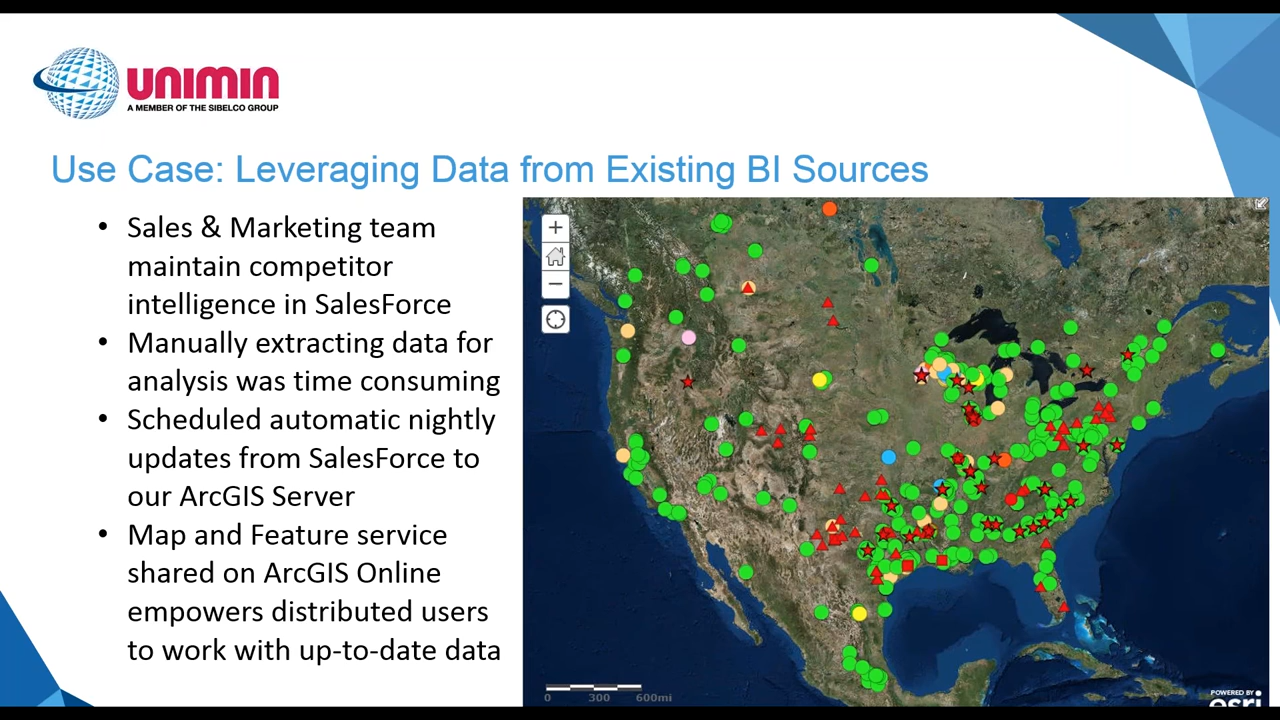 UNIMIN
A MEMBER OF THE SIBELCO GROUP
Use Case: Leveraging Data from Existing BI Sources
• Sales & Marketing team
maintain competitor
intelligence in SalesForce
• Manually extracting data for
analysis was time consuming
• Scheduled automatic nightly
updates from SalesForce to
our ArcGIS Server
• Map and Feature service
shared on ArcGIS Online
empowers distributed users
to work with up-to-date data
+
−
0 300 600mi
POWERED BY
esri